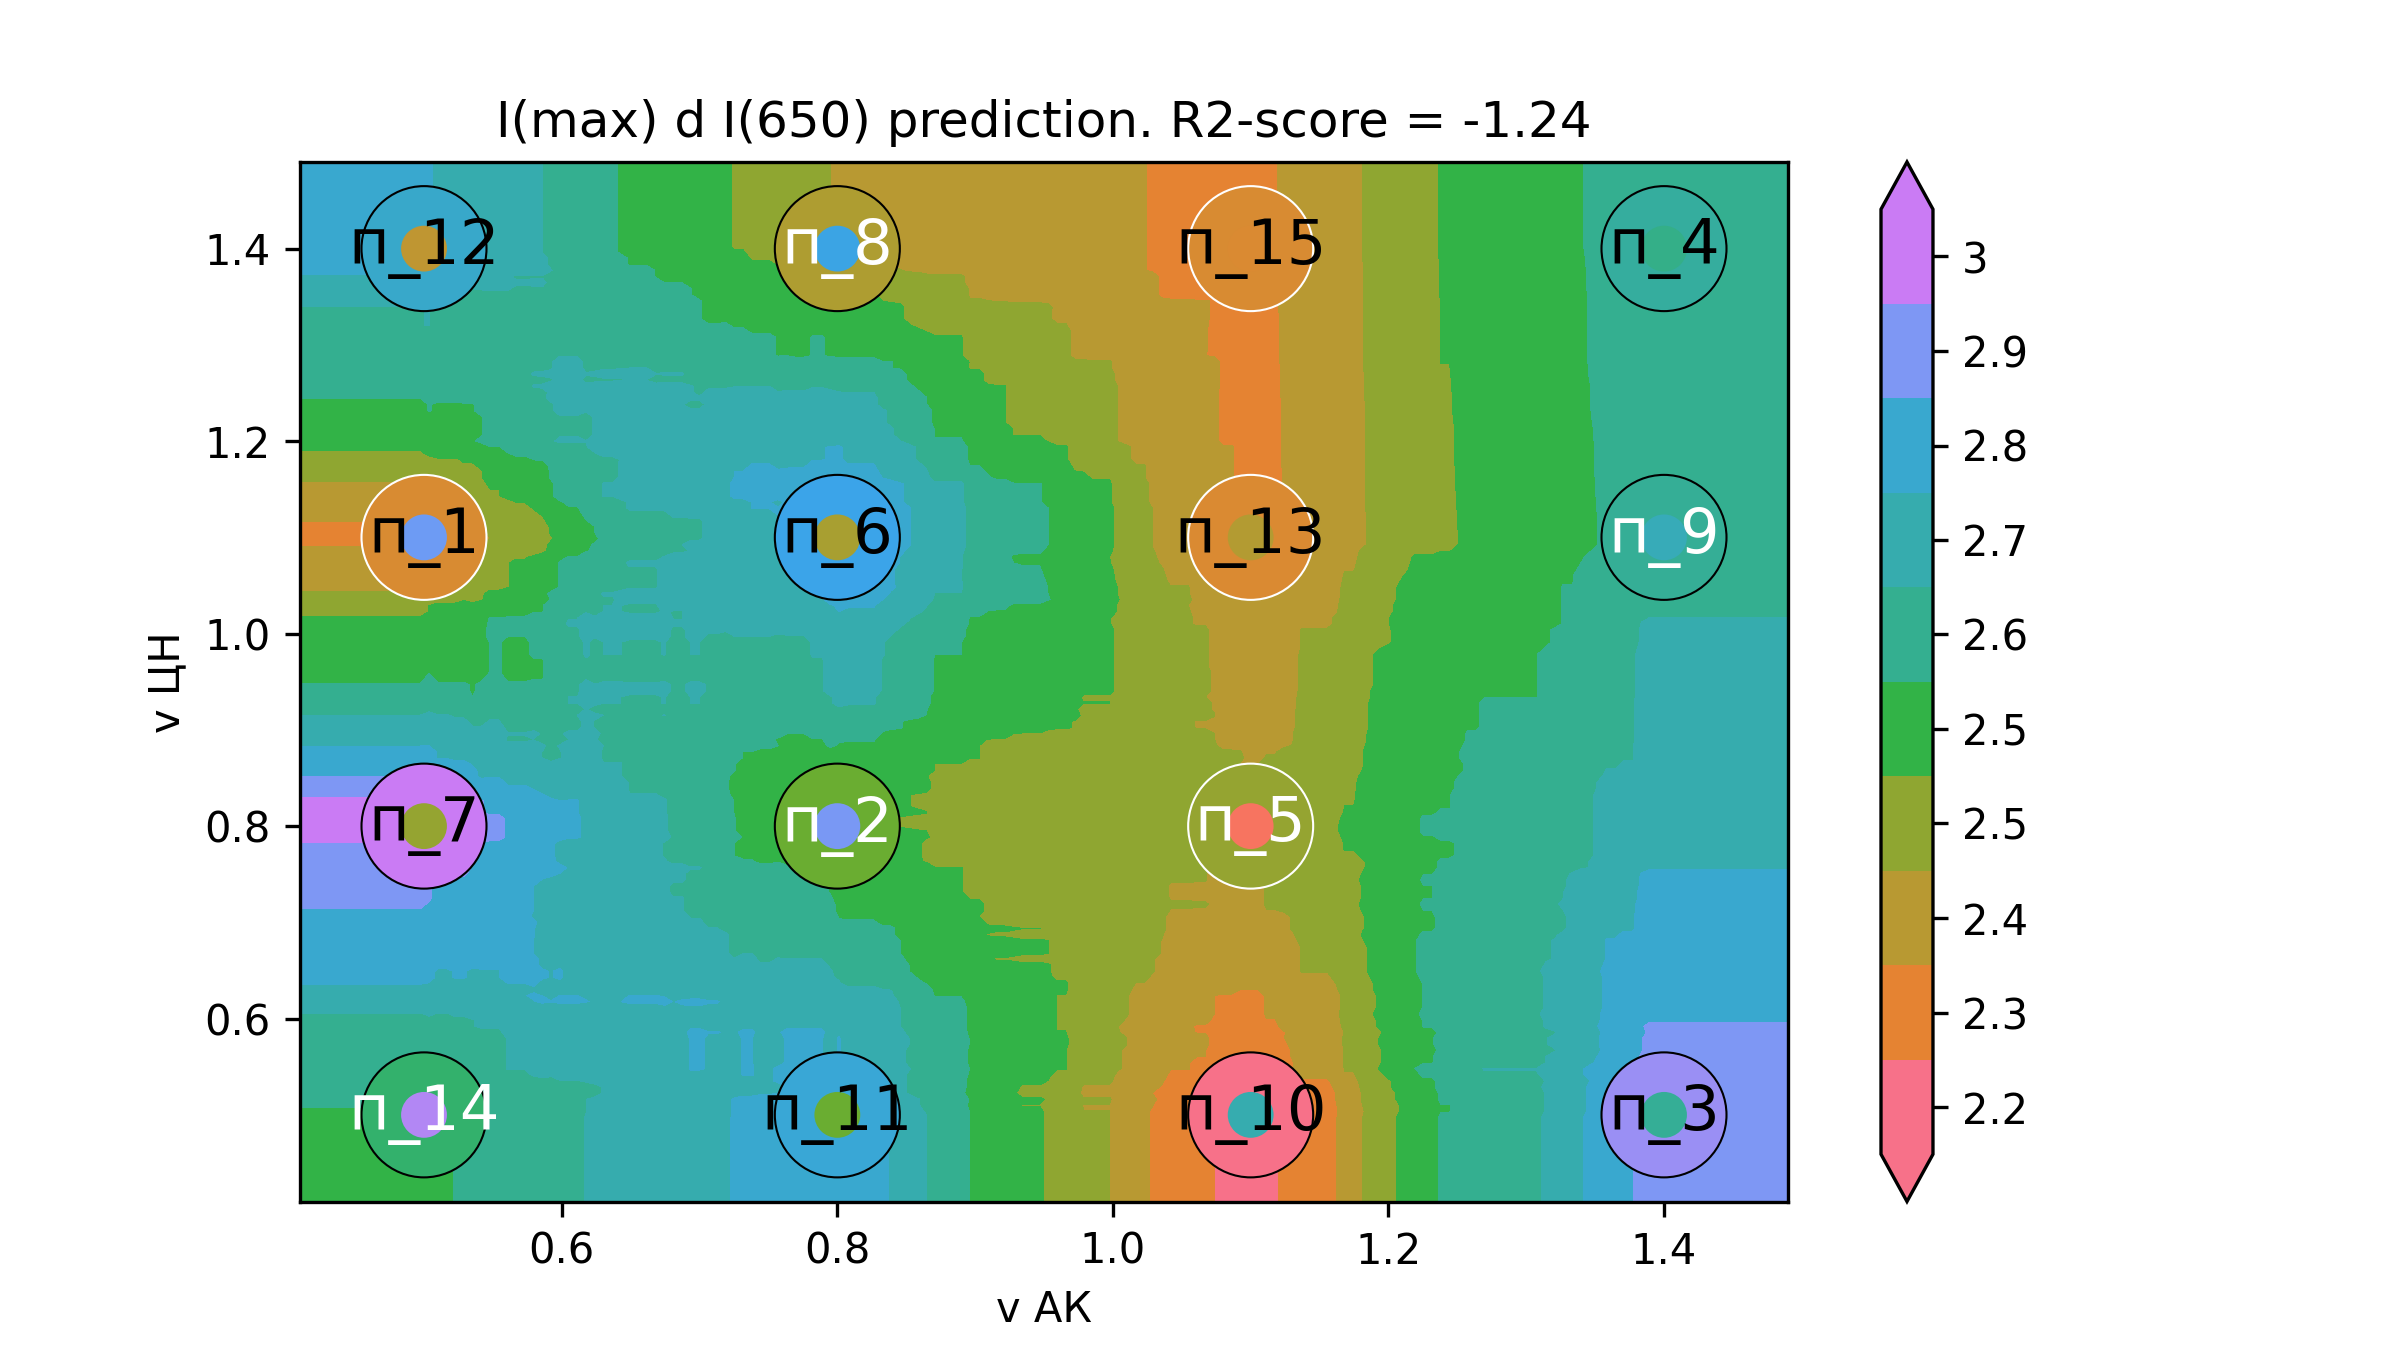 I(max) d I(650) prediction. R2-score = -1.24
п_12 п_8 п_15 п_4
п_1 п_6 п_13 п_9
п_7 п_2 п_5
п_14 п_11 п_10 п_3
1.4
1.2
1.0
0.8
0.6
v ЦН
0.6 0.8 1.0 1.2 1.4
v АК
3
2.9
2.8
2.7
2.6
2.5
2.5
2.4
2.3
2.2